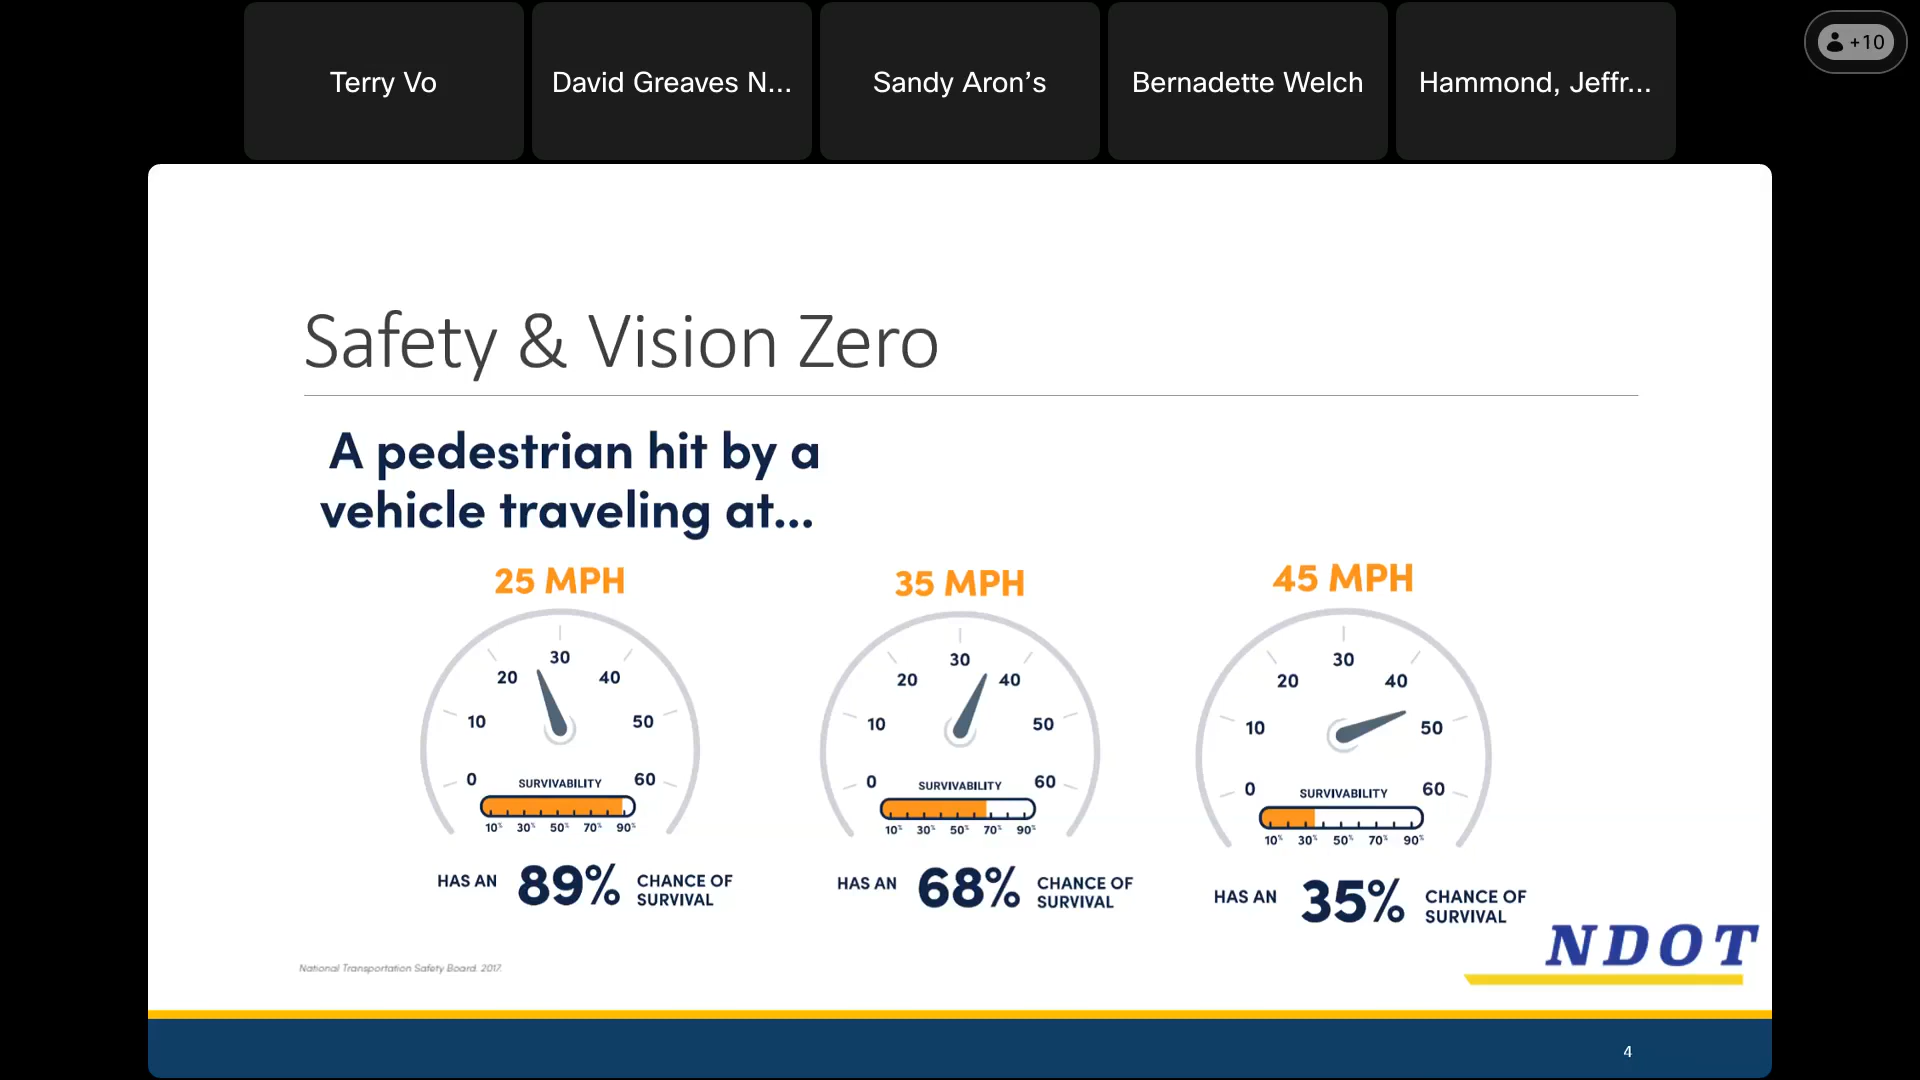 Terry Vo
David Greaves N...
Sandy Aron’s
Bernadette Welch
Hammond, Jeffr...
+10
Safety & Vision Zero
A pedestrian hit by a
vehicle traveling at...
25 MPH
0 10 20 30 40 50 60
SURVIVABILITY
10% 30% 50% 70% 90%
HAS AN 89% CHANCE OF
SURVIVAL
35 MPH
0 10 20 30 40 50 60
SURVIVABILITY
10% 30% 50% 70% 90%
HAS AN 68% CHANCE OF
SURVIVAL
45 MPH
0 10 20 30 40 50 60
SURVIVABILITY
10% 30% 50% 70% 90%
HAS AN 35% CHANCE OF
SURVIVAL
National Transportation Safety Board. 2017.
NDOT
4